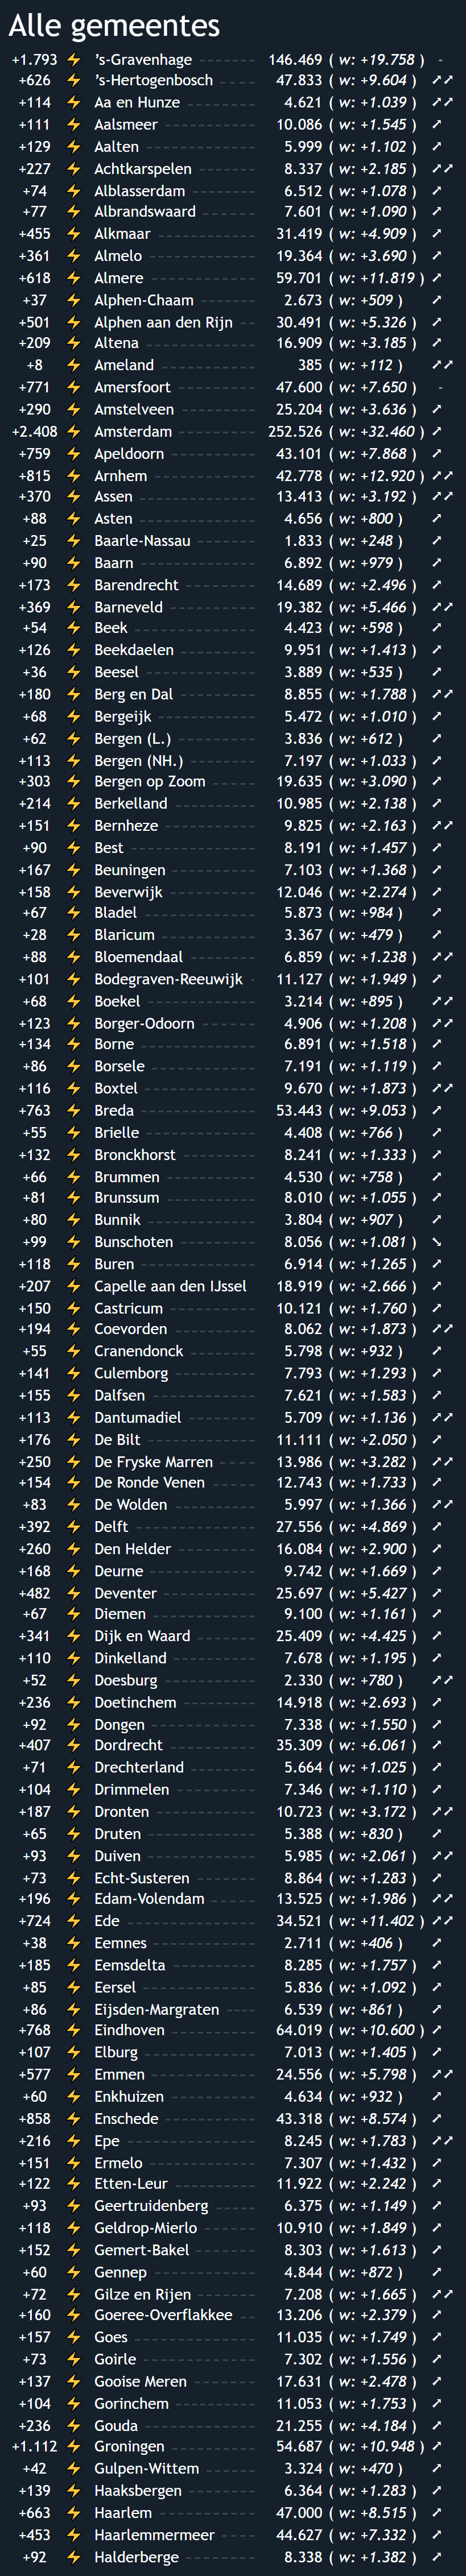 Alle gemeentes
+1.793 ⚡ ’s-Gravenhage 146.469 ( w: +19.758 ) -
+626 ⚡ ’s-Hertogenbosch 47.833 ( w: +9.604 ) ↗↗
+114 ⚡ Aa en Hunze 4.621 ( w: +1.039 ) ↗↗
+111 ⚡ Aalsmeer 10.086 ( w: +1.545 ) ↗
+129 ⚡ Aalten 5.999 ( w: +1.102 ) ↗
+227 ⚡ Achtkarspelen 8.337 ( w: +2.185 ) ↗↗
+74 ⚡ Alblasserdam 6.512 ( w: +1.078 ) ↗
+77 ⚡ Albrandswaard 7.601 ( w: +1.090 ) ↗
+455 ⚡ Alkmaar 31.419 ( w: +4.909 ) ↗
+361 ⚡ Almelo 19.364 ( w: +3.690 ) ↗
+618 ⚡ Almere 59.701 ( w: +11.819 ) ↗
+37 ⚡ Alphen-Chaam 2.673 ( w: +509 ) ↗
+501 ⚡ Alphen aan den Rijn 30.491 ( w: +5.326 ) ↗
+209 ⚡ Altena 16.909 ( w: +3.185 ) ↗
+8 ⚡ Ameland 385 ( w: +112 ) ↗↗
+771 ⚡ Amersfoort 47.600 ( w: +7.650 ) -
+290 ⚡ Amstelveen 25.204 ( w: +3.636 ) ↗
+2.408 ⚡ Amsterdam 252.526 ( w: +32.460 ) ↗
+759 ⚡ Apeldoorn 43.101 ( w: +7.868 ) ↗
+815 ⚡ Arnhem 42.778 ( w: +12.920 ) ↗↗
+370 ⚡ Assen 13.413 ( w: +3.192 ) ↗↗
+88 ⚡ Asten 4.656 ( w: +800 ) ↗
+25 ⚡ Baarle-Nassau 1.833 ( w: +248 ) ↗
+90 ⚡ Baarn 6.892 ( w: +979 ) ↗
+173 ⚡ Barendrecht 14.689 ( w: +2.496 ) ↗
+369 ⚡ Barneveld 19.382 ( w: +5.466 ) ↗↗
+54 ⚡ Beek 4.423 ( w: +598 ) ↗
+126 ⚡ Beekdaelen 9.951 ( w: +1.413 ) ↗
+36 ⚡ Beesel 3.889 ( w: +535 ) ↗
+180 ⚡ Berg en Dal 8.855 ( w: +1.788 ) ↗↗
+68 ⚡ Bergeijk 5.472 ( w: +1.010 ) ↗
+62 ⚡ Bergen (L.) 3.836 ( w: +612 ) ↗
+113 ⚡ Bergen (NH.) 7.197 ( w: +1.033 ) ↗
+303 ⚡ Bergen op Zoom 19.635 ( w: +3.090 ) ↗
+214 ⚡ Berkelland 10.985 ( w: +2.138 ) ↗
+151 ⚡ Bernheze 9.825 ( w: +2.163 ) ↗↗
+90 ⚡ Best 8.191 ( w: +1.457 ) ↗
+167 ⚡ Beuningen 7.103 ( w: +1.368 ) ↗
+158 ⚡ Beverwijk 12.046 ( w: +2.274 ) ↗
+67 ⚡ Bladel 5.873 ( w: +984 ) ↗
+28 ⚡ Blaricum 3.367 ( w: +479 ) ↗
+88 ⚡ Bloemendaal 6.859 ( w: +1.238 ) ↗↗
+101 ⚡ Bodegraven-Reeuwijk 11.127 ( w: +1.949 ) ↗
+68 ⚡ Boekel 3.214 ( w: +895 ) ↗↗
+123 ⚡ Borger-Odoorn 4.906 ( w: +1.208 ) ↗↗
+134 ⚡ Borne 6.891 ( w: +1.518 ) ↗
+86 ⚡ Borsele 7.191 ( w: +1.119 ) ↗
+116 ⚡ Boxtel 9.670 ( w: +1.873 ) ↗↗
+763 ⚡ Breda 53.443 ( w: +9.053 ) ↗
+55 ⚡ Brielle 4.408 ( w: +766 ) ↗
+132 ⚡ Bronckhorst 8.241 ( w: +1.333 ) ↗
+66 ⚡ Brummen 4.530 ( w: +758 ) ↗
+81 ⚡ Brunssum 8.010 ( w: +1.055 ) ↗
+80 ⚡ Bunnik 3.804 ( w: +907 ) ↗
+99 ⚡ Bunschoten 8.056 ( w: +1.081 ) ↘
+118 ⚡ Buren 6.914 ( w: +1.265 ) ↗
+207 ⚡ Capelle aan den IJssel 18.919 ( w: +2.666 ) ↗
+150 ⚡ Castricum 10.121 ( w: +1.760 ) ↗
+194 ⚡ Coevorden 8.062 ( w: +1.873 ) ↗↗
+55 ⚡ Cranendonck 5.798 ( w: +932 ) ↗
+141 ⚡ Culemborg 7.793 ( w: +1.293 ) ↗
+155 ⚡ Dalfsen 7.621 ( w: +1.583 ) ↗
+113 ⚡ Dantumadiel 5.709 ( w: +1.136 ) ↗↗
+176 ⚡ De Bilt 11.111 ( w: +2.050 ) ↗
+250 ⚡ De Fryske Marren 13.986 ( w: +3.282 ) ↗↗
+154 ⚡ De Ronde Venen 12.743 ( w: +1.733 ) ↗
+83 ⚡ De Wolden 5.997 ( w: +1.366 ) ↗↗
+392 ⚡ Delft 27.556 ( w: +4.869 ) ↗
+260 ⚡ Den Helder 16.084 ( w: +2.900 ) ↗
+168 ⚡ Deurne 9.742 ( w: +1.669 ) ↗
+482 ⚡ Deventer 25.697 ( w: +5.427 ) ↗
+67 ⚡ Diemen 9.100 ( w: +1.161 ) ↗
+341 ⚡ Dijk en Waard 25.409 ( w: +4.425 ) ↗
+110 ⚡ Dinkelland 7.678 ( w: +1.195 ) ↗
+52 ⚡ Doesburg 2.330 ( w: +780 ) ↗↗
+236 ⚡ Doetinchem 14.918 ( w: +2.693 ) ↗
+92 ⚡ Dongen 7.338 ( w: +1.550 ) ↗
+407 ⚡ Dordrecht 35.309 ( w: +6.061 ) ↗
+71 ⚡ Drechterland 5.664 ( w: +1.025 ) ↗
+104 ⚡ Drimmelen 7.346 ( w: +1.110 ) ↗
+187 ⚡ Dronten 10.723 ( w: +3.172 ) ↗↗
+65 ⚡ Druten 5.388 ( w: +830 ) ↗
+93 ⚡ Duiven 5.985 ( w: +2.061 ) ↗↗
+73 ⚡ Echt-Susteren 8.864 ( w: +1.283 ) ↗
+196 ⚡ Edam-Volendam 13.525 ( w: +1.986 ) ↗↗
+724 ⚡ Ede 34.521 ( w: +11.402 ) ↗↗
+38 ⚡ Eemnes 2.711 ( w: +406 ) ↗
+185 ⚡ Eemsdelta 8.285 ( w: +1.757 ) ↗
+85 ⚡ Eersel 5.836 ( w: +1.092 ) ↗
+86 ⚡ Eijsden-Margraten 6.539 ( w: +861 ) ↗
+768 ⚡ Eindhoven 64.019 ( w: +10.600 ) ↗
+107 ⚡ Elburg 7.013 ( w: +1.405 ) ↗
+577 ⚡ Emmen 24.556 ( w: +5.798 ) ↗↗
+60 ⚡ Enkhuizen 4.634 ( w: +932 ) ↗
+858 ⚡ Enschede 43.318 ( w: +8.574 ) ↗
+216 ⚡ Epe 8.245 ( w: +1.783 ) ↗↗
+151 ⚡ Ermelo 7.307 ( w: +1.432 ) ↗
+122 ⚡ Etten-Leur 11.922 ( w: +2.242 ) ↗
+93 ⚡ Geertruidenberg 6.375 ( w: +1.149 ) ↗
+118 ⚡ Geldrop-Mierlo 10.910 ( w: +1.849 ) ↗
+152 ⚡ Gemert-Bakel 8.303 ( w: +1.613 ) ↗
+60 ⚡ Gennep 4.844 ( w: +872 ) ↗
+72 ⚡ Gilze en Rijen 7.208 ( w: +1.665 ) ↗↗
+160 ⚡ Goeree-Overflakkee 13.206 ( w: +2.379 ) ↗
+157 ⚡ Goes 11.035 ( w: +1.749 ) ↗
+73 ⚡ Goirle 7.302 ( w: +1.556 ) ↗
+137 ⚡ Gooise Meren 17.631 ( w: +2.478 ) ↗
+104 ⚡ Gorinchem 11.053 ( w: +1.753 ) ↗
+236 ⚡ Gouda 21.255 ( w: +4.184 ) ↗
+1.112 ⚡ Groningen 54.687 ( w: +10.948 ) ↗
+42 ⚡ Gulpen-Wittem 3.324 ( w: +470 ) ↗
+139 ⚡ Haaksbergen 6.364 ( w: +1.283 ) ↗
+663 ⚡ Haarlem 47.000 ( w: +8.515 ) ↗
+453 ⚡ Haarlemmermeer 44.627 ( w: +7.332 ) ↗
+92 ⚡ Halderberge 8.338 ( w: +1.382 ) ↗